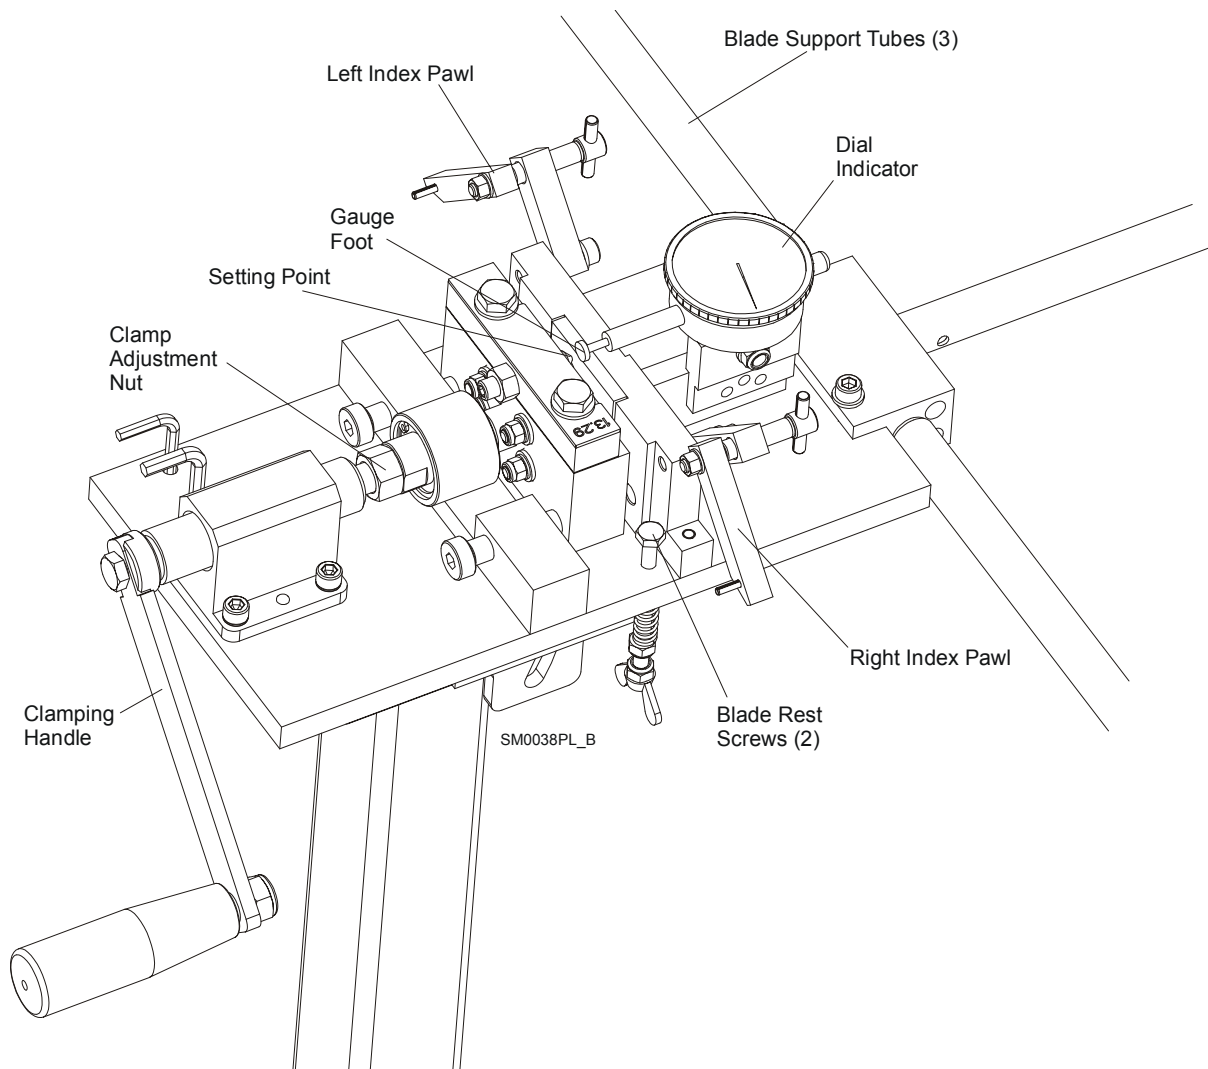 Blade Support Tubes (3)
Left Index Pawl
Dial
Indicator
Gauge
Foot
Setting Point
Clamp
Adjustment
Nut
13.29
Right Index Pawl
Clamping
Handle
Blade Rest
Screws (2)
SM0038PL_B